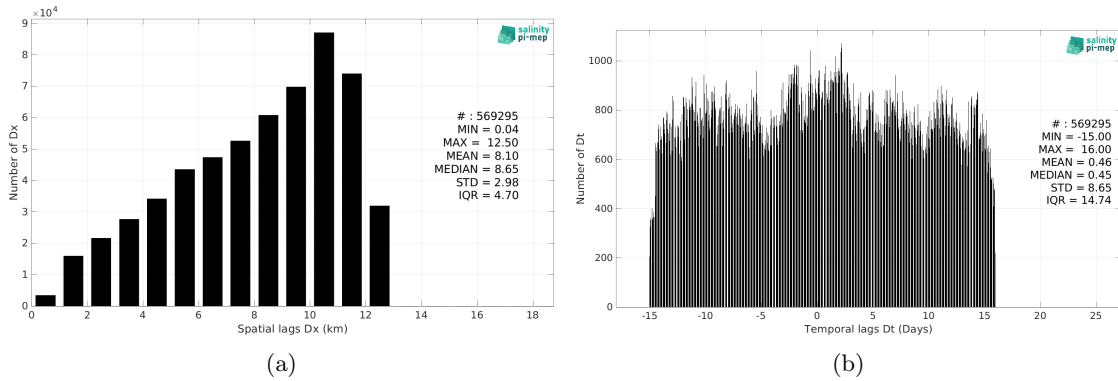 ×10⁴
9
8
7
6
5
4
3
2
1
0
Number of Dx
0 2 4 6 8 10 12 14 16 18
Spatial lags Dx (km)
salinity
pi-mep
# : 569295
MIN = 0.04
MAX = 12.50
MEAN = 8.10
MEDIAN = 8.65
STD = 2.98
IQR = 4.70
(a)
1000
800
600
400
200
0
Number of Dt
-15 -10 -5 0 5 10 15 20 25
Temporal lags Dt (Days)
salinity
pi-mep
# : 569295
MIN = -15.00
MAX = 16.00
MEAN = 0.46
MEDIAN = 0.45
STD = 8.65
IQR = 14.74
(b)